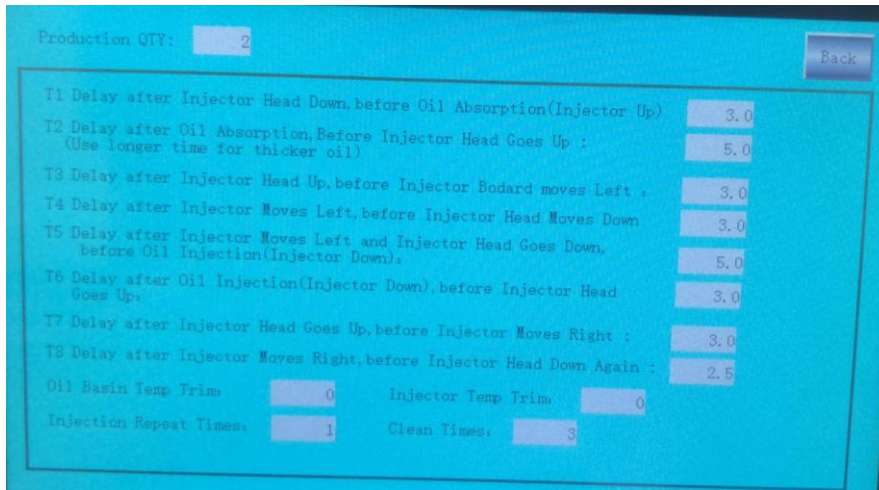 Production QTY: 2
Back
T1 Delay after Injector Head Down, before Oil Absorption(Injector Up) 3.0
T2 Delay after Oil Absorption, Before Injector Head Goes Up : 5.0
(Use longer time for thicker oil)
T3 Delay after Injector Head Up, before Injector Bodard moves Left : 3.0
T4 Delay after Injector Moves Left, before Injector Head Moves Down 3.0
T5 Delay after Injector Moves Left and Injector Head Goes Down,
before Oil Injection(Injector Down): 5.0
T6 Delay after Oil Injection(Injector Down), before Injector Head
Goes Up: 3.0
T7 Delay after Injector Head Goes Up, before Injector Moves Right : 3.0
T8 Delay after Injector Moves Right, before Injector Head Down Again : 2.5
Oil Basin Temp Trim: 0 Injector Temp Trim: 0
Injection Repeat Times: 1 Clean Times: 3